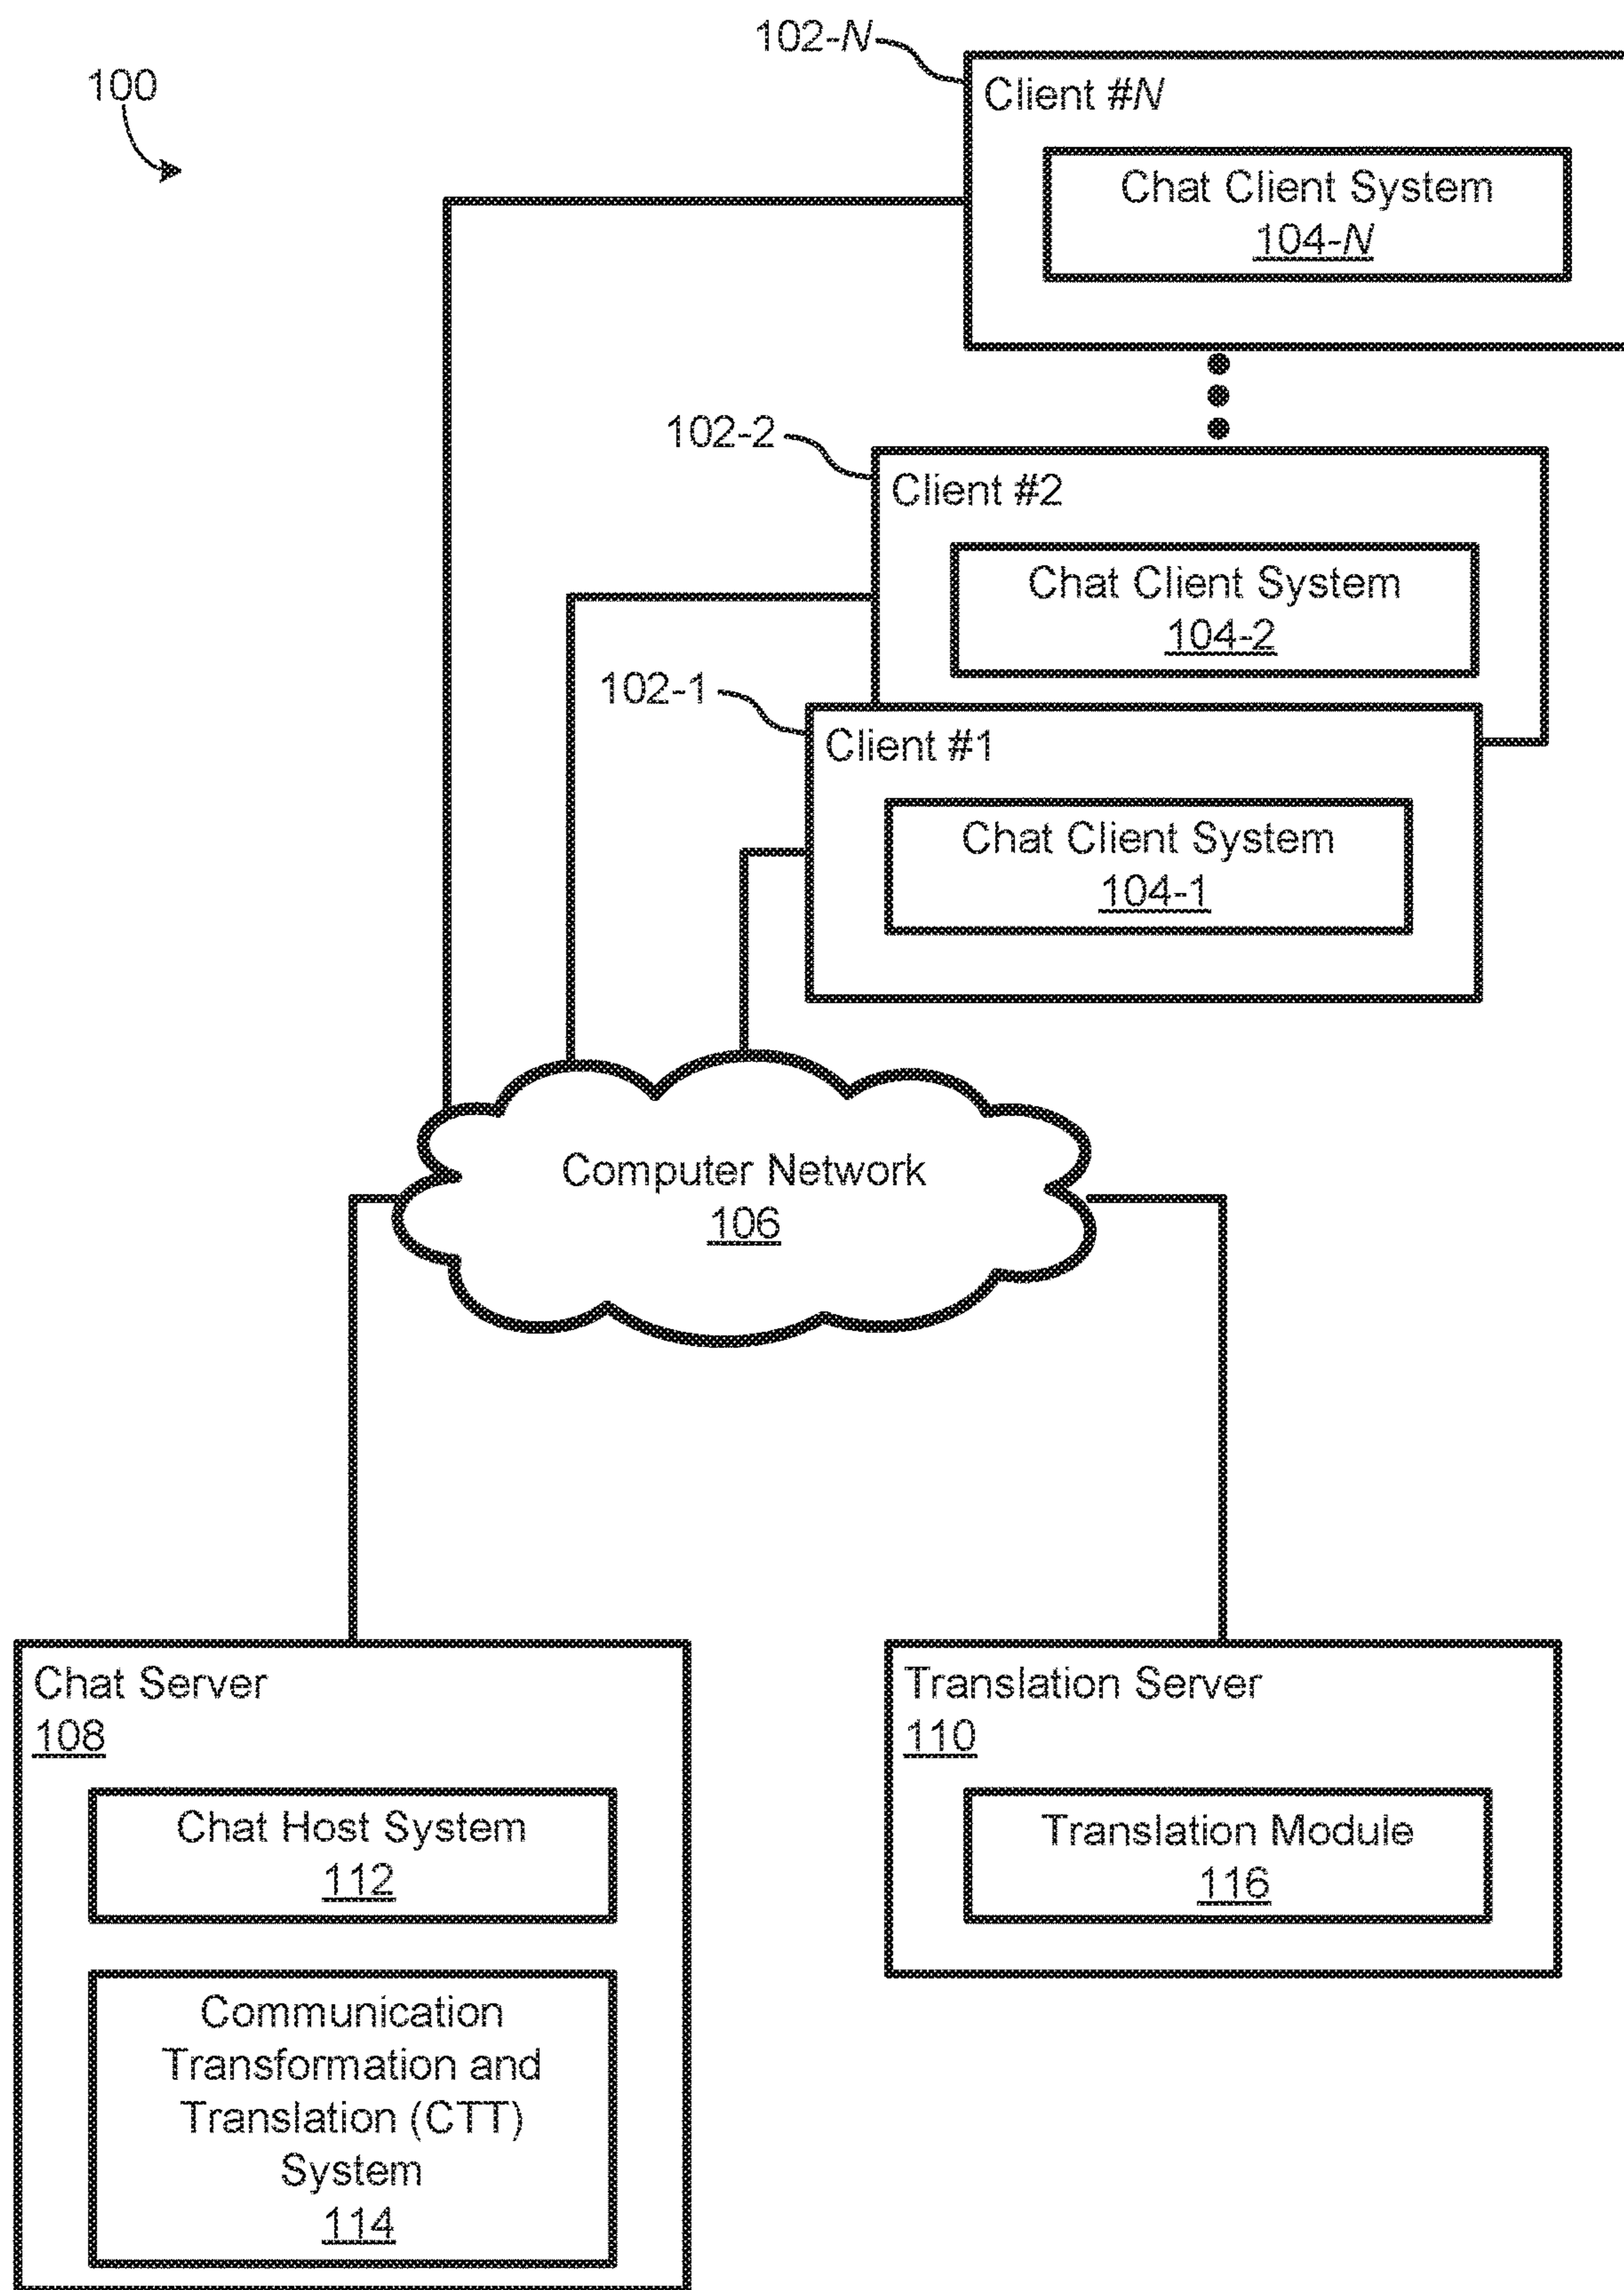 102-N
100
Client #N
Chat Client System
104-N
102-2
Client #2
Chat Client System
104-2
102-1
Client #1
Chat Client System
104-1
Computer Network
106
Chat Server
108
Chat Host System
112
Communication
Transformation and
Translation (CTT)
System
114
Translation Server
110
Translation Module
116